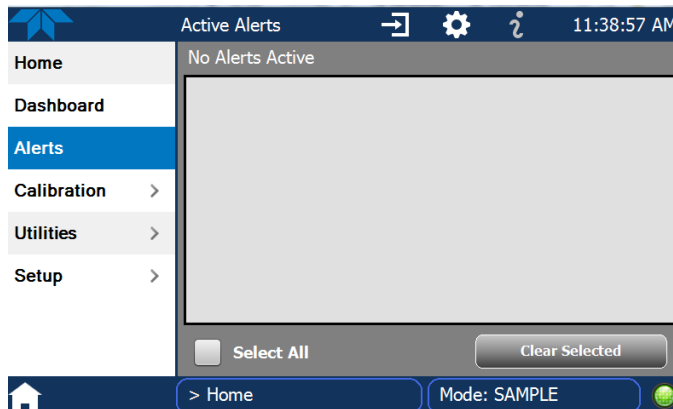 Active Alerts
11:38:57 AM
Home
No Alerts Active
Dashboard
Alerts
Calibration >
Utilities >
Setup >
Select All
Clear Selected
> Home
Mode: SAMPLE